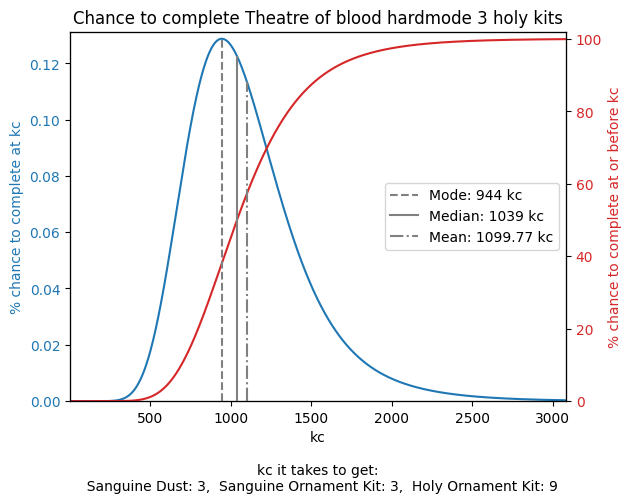 Chance to complete Theatre of blood hardmode 3 holy kits
% chance to complete at kc
0.12
0.10
0.08
0.06
0.04
0.02
0.00
100
80
60
40
20
0
% chance to complete at or before kc
Mode: 944 kc
Median: 1039 kc
Mean: 1099.77 kc
500 1000 1500 2000 2500 3000
kc
kc it takes to get:
Sanguine Dust: 3, Sanguine Ornament Kit: 3, Holy Ornament Kit: 9